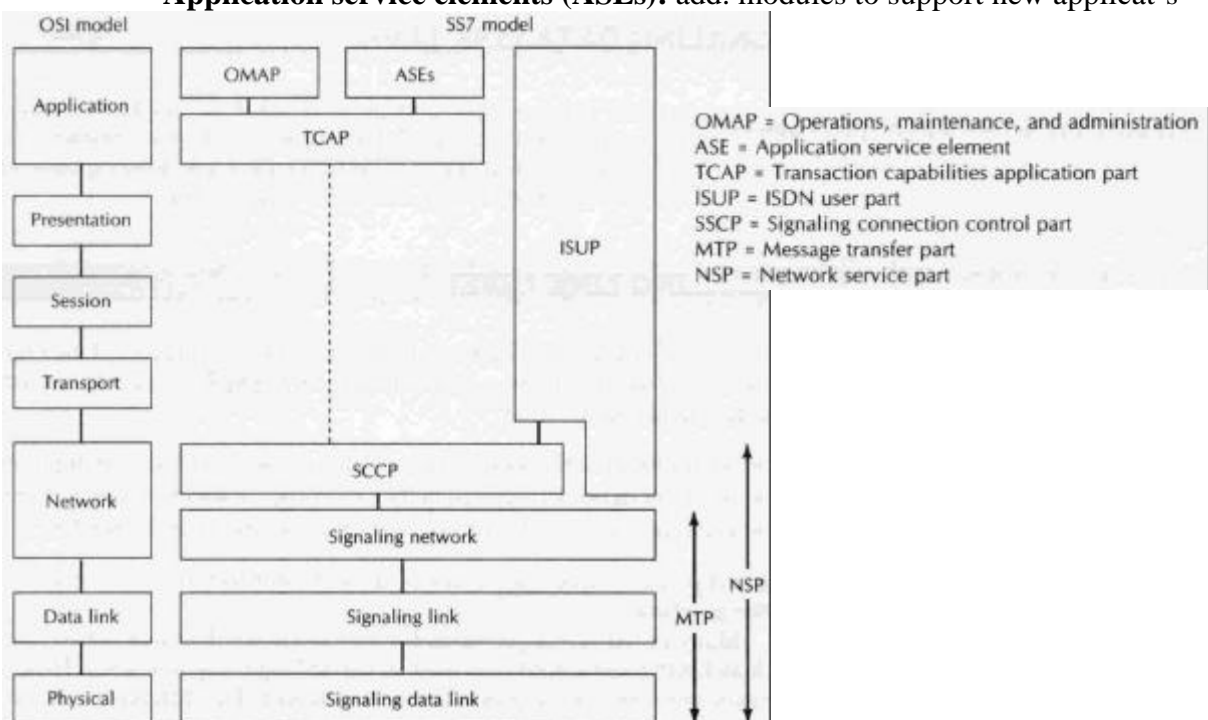 Application service elements (ASEs): add. modules to support new applicat's
OSI model
SS7 model
OMAP
ASEs
Application
TCAP
OMAP = Operations, maintenance, and administration
ASE = Application service element
TCAP = Transaction capabilities application part
ISUP = ISDN user part
SSCP = Signaling connection control part
MTP = Message transfer part
NSP = Network service part
Presentation
ISUP
Session
Transport
SCCP
Network
Signaling network
NSP
Data link
Signaling link
MTP
Physical
Signaling data link